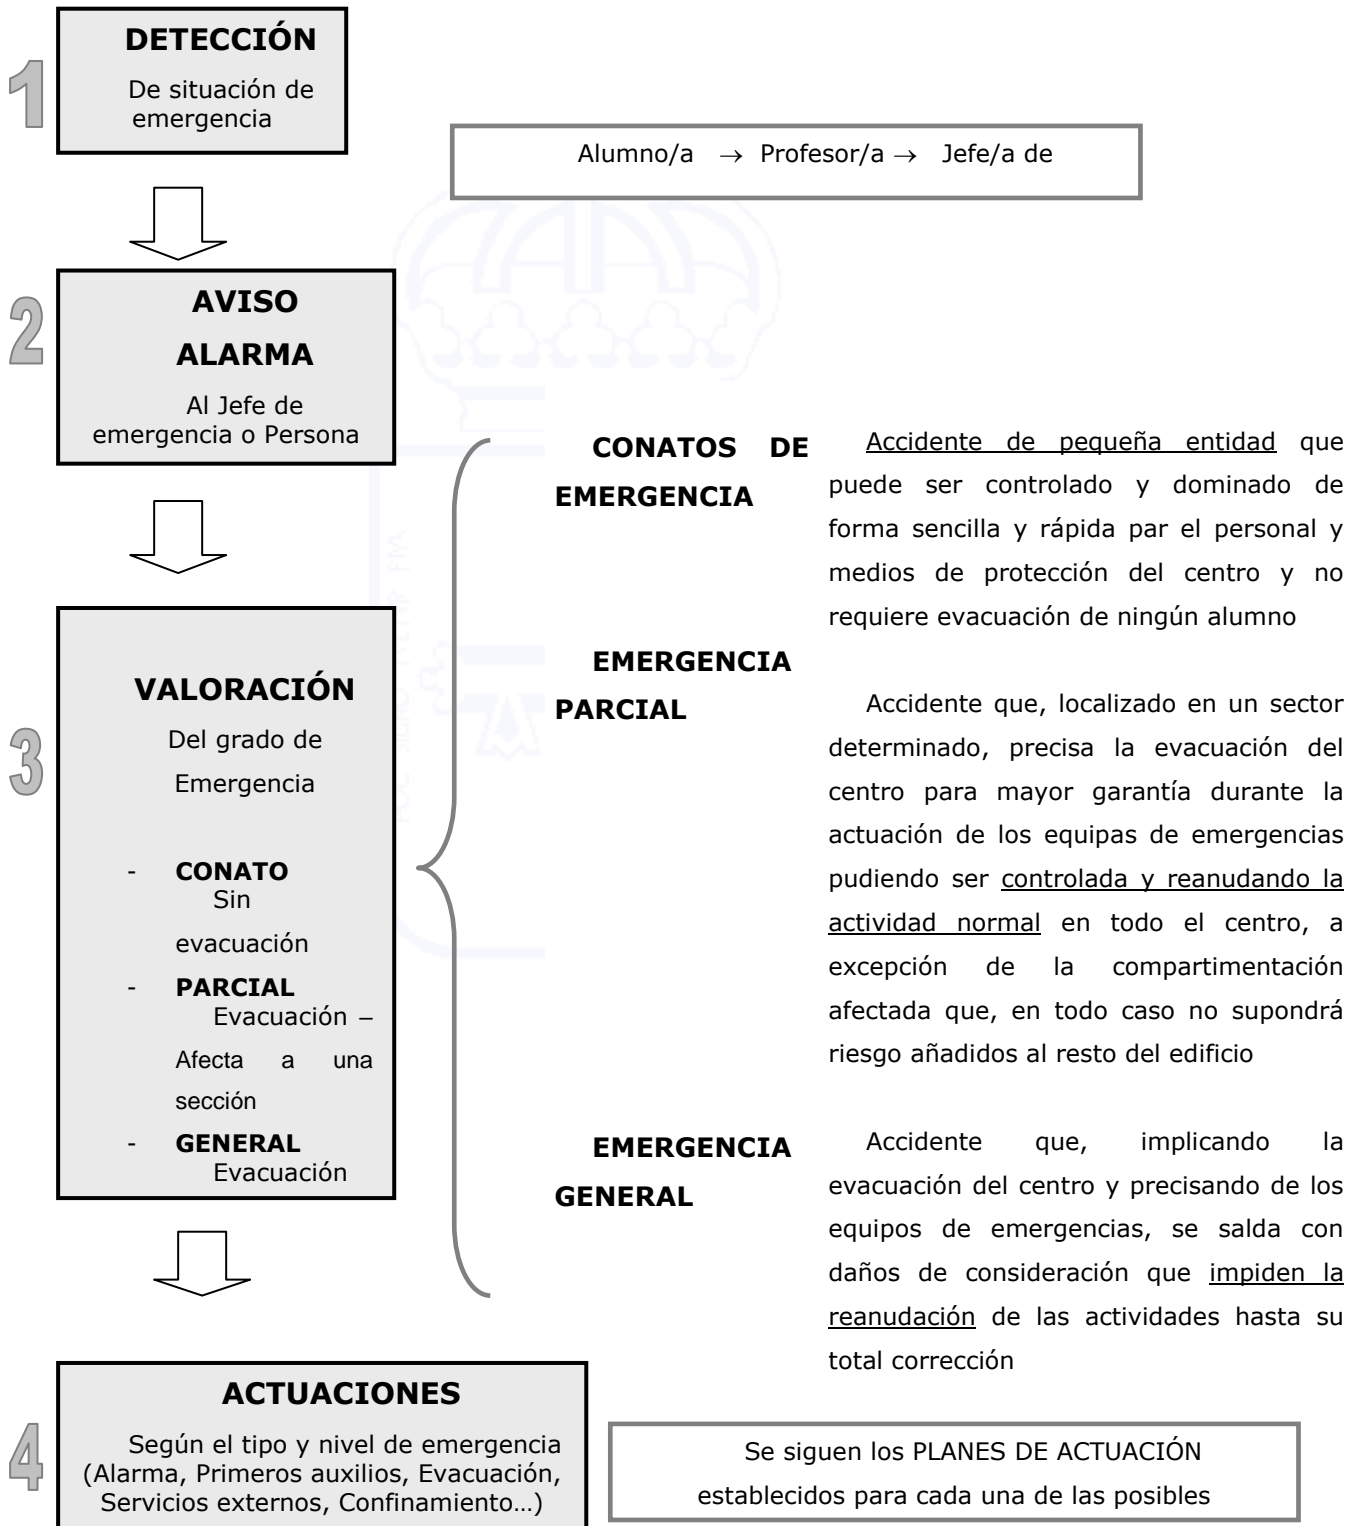 1
DETECCIÓN
De situación de
emergencia
Alumno/a → Profesor/a → Jefe/a de
2
AVISO
ALARMA
Al Jefe de
emergencia o Persona
3
VALORACIÓN
Del grado de
Emergencia
- CONATO
Sin
evacuación
- PARCIAL
Evacuación –
Afecta a una
sección
- GENERAL
Evacuación
CONATOS DE
EMERGENCIA
Accidente de pequeña entidad que
puede ser controlado y dominado de
forma sencilla y rápida par el personal y
medios de protección del centro y no
requiere evacuación de ningún alumno
EMERGENCIA
PARCIAL
Accidente que, localizado en un sector
determinado, precisa la evacuación del
centro para mayor garantía durante la
actuación de los equipas de emergencias
pudiendo ser controlada y reanudando la
actividad normal en todo el centro, a
excepción de la compartimentación
afectada que, en todo caso no supondrá
riesgo añadidos al resto del edificio
EMERGENCIA
GENERAL
Accidente que, implicando la
evacuación del centro y precisando de los
equipos de emergencias, se salda con
daños de consideración que impiden la
reanudación de las actividades hasta su
total corrección
4
ACTUACIONES
Según el tipo y nivel de emergencia
(Alarma, Primeros auxilios, Evacuación,
Servicios externos, Confinamiento…)
Se siguen los PLANES DE ACTUACIÓN
establecidos para cada una de las posibles